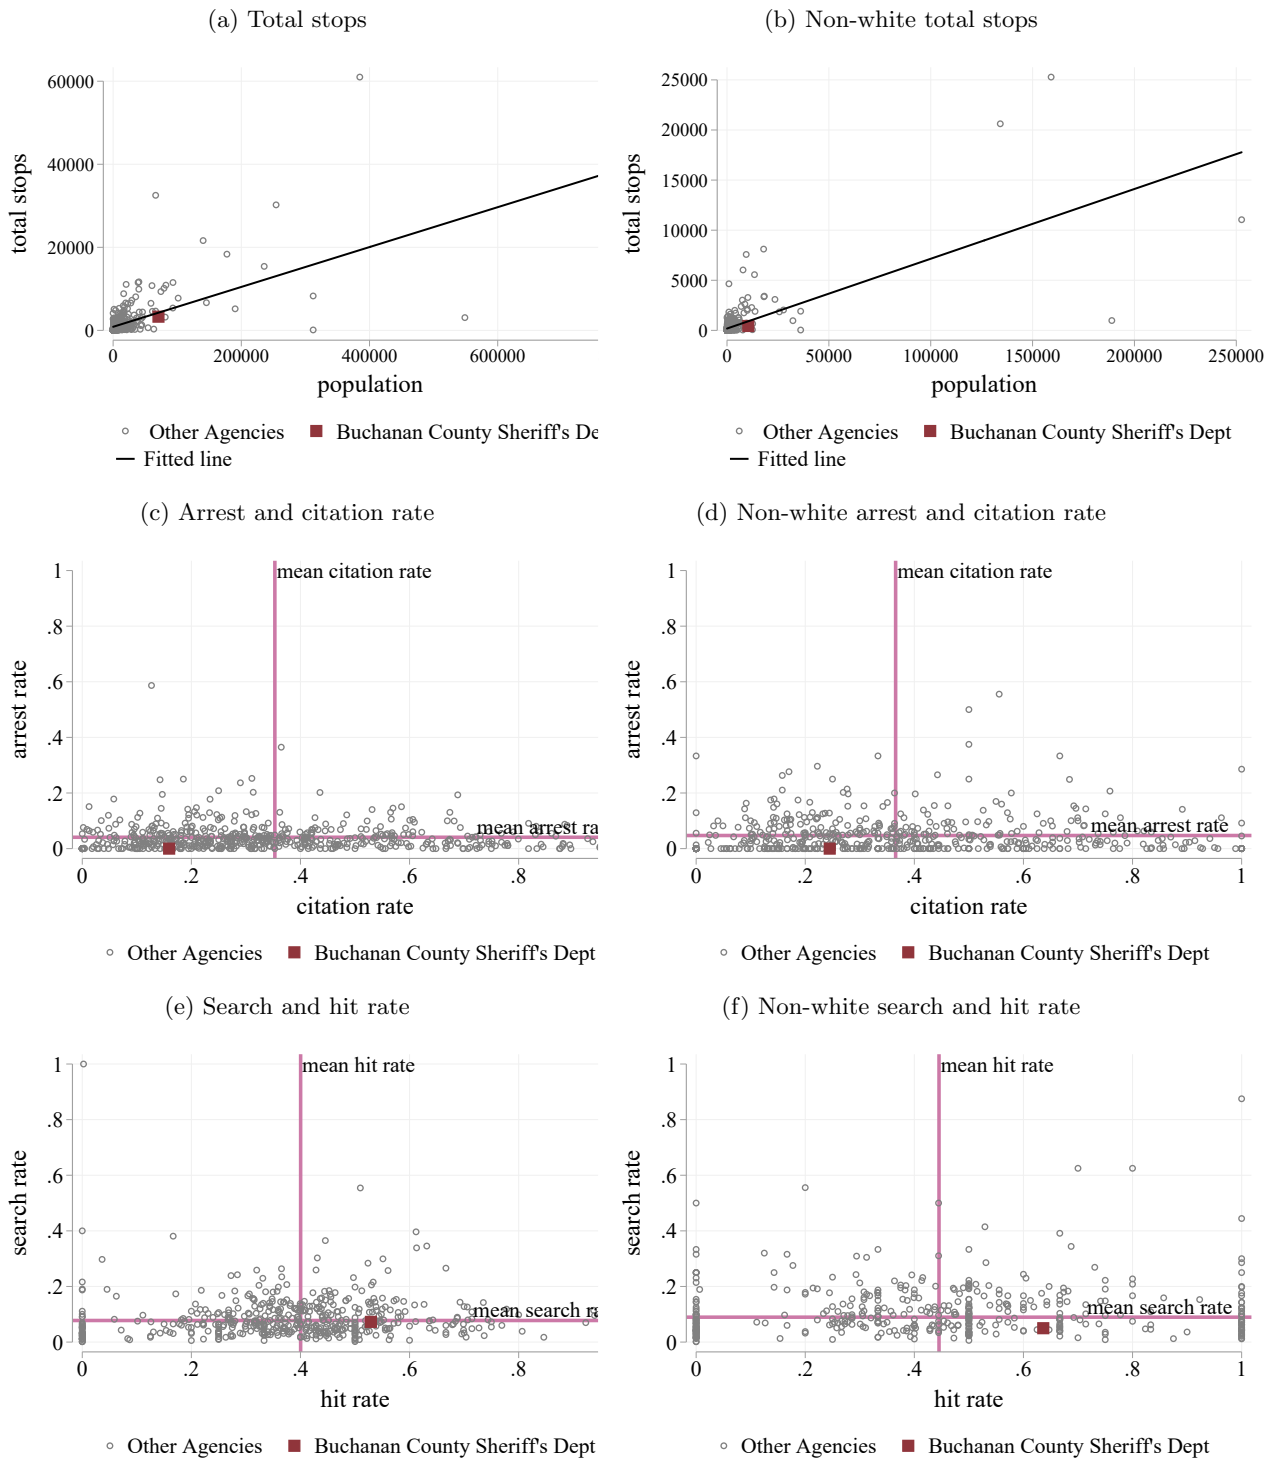 (a) Total stops
60000
40000
20000
0
total stops
0 200000 400000 600000
population
Other Agencies Buchanan County Sheriff's De
Fitted line
(b) Non-white total stops
25000
20000
15000
10000
5000
0
total stops
0 50000 100000 150000 200000 250000
population
Other Agencies Buchanan County Sheriff's Dept
Fitted line
(c) Arrest and citation rate
mean citation rate
1
.8
.6
.4
.2
0
arrest rate
mean arrest ra
0 .2 .4 .6 .8
citation rate
Other Agencies Buchanan County Sheriff's Dept
(d) Non-white arrest and citation rate
mean citation rate
1
.8
.6
.4
.2
0
arrest rate
mean arrest rate
0 .2 .4 .6 .8 1
citation rate
Other Agencies Buchanan County Sheriff's Dept
(e) Search and hit rate
mean hit rate
1
.8
.6
.4
.2
0
search rate
mean search ra
0 .2 .4 .6 .8
hit rate
Other Agencies Buchanan County Sheriff's Dept
(f) Non-white search and hit rate
mean hit rate
1
.8
.6
.4
.2
0
search rate
mean search rate
0 .2 .4 .6 .8 1
hit rate
Other Agencies Buchanan County Sheriff's Dept